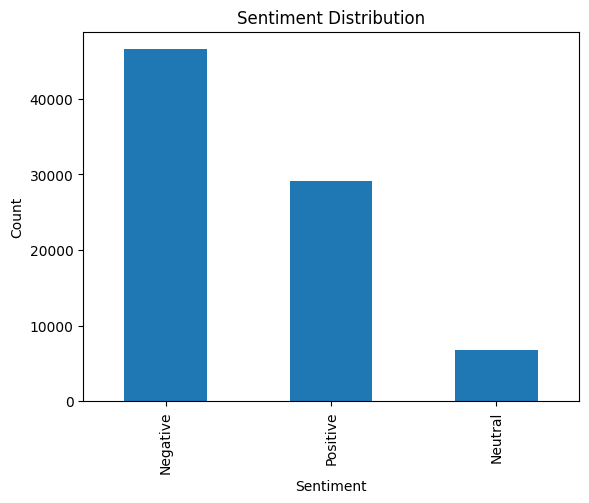 Sentiment Distribution
Count
40000
30000
20000
10000
0
Negative
Positive
Neutral
Sentiment